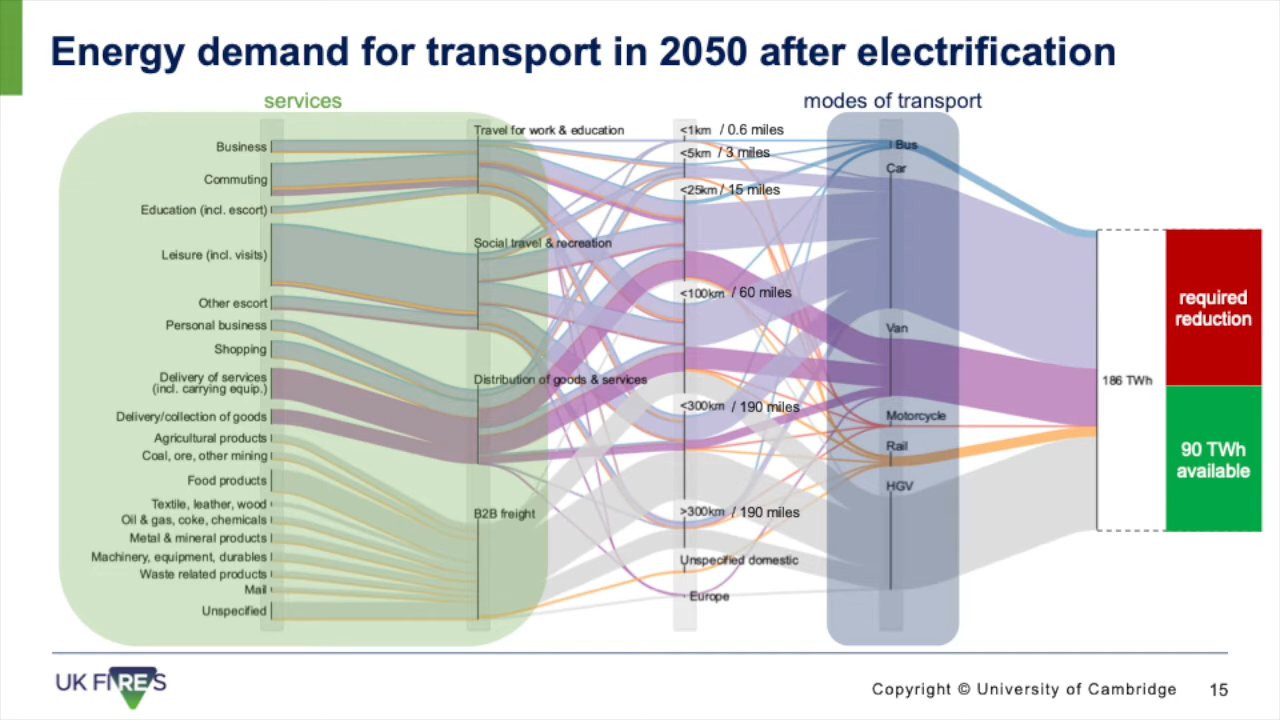 Energy demand for transport in 2050 after electrification
services
modes of transport
Business
Commuting
Education (incl. escort)
Leisure (incl. visits)
Other escort
Personal business
Shopping
Delivery of services
(incl. carrying equip.)
Delivery/collection of goods
Agricultural products
Coal, ore, other mining
Food products
Textile, leather, wood
Oil & gas, coke, chemicals
Metal & mineral products
Machinery, equipment, durables
Waste related products
Mail
Unspecified
Travel for work & education
Social travel & recreation
Distribution of goods & services
B2B freight
<1km / 0.6 miles
<5km / 3 miles
<25km / 15 miles
<100km / 60 miles
<300km / 190 miles
>300km / 190 miles
Unspecified domestic
Europe
Bus
Car
Van
Motorcycle
Rail
HGV
186 TWh
required
reduction
90 TWh
available
UK FIRES
Copyright © University of Cambridge
15